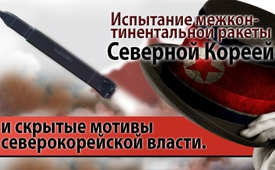 Испытание межкон-
тинентальной ракеты
Северной Кореей
и скрытые мотивы
северокорейской власти.